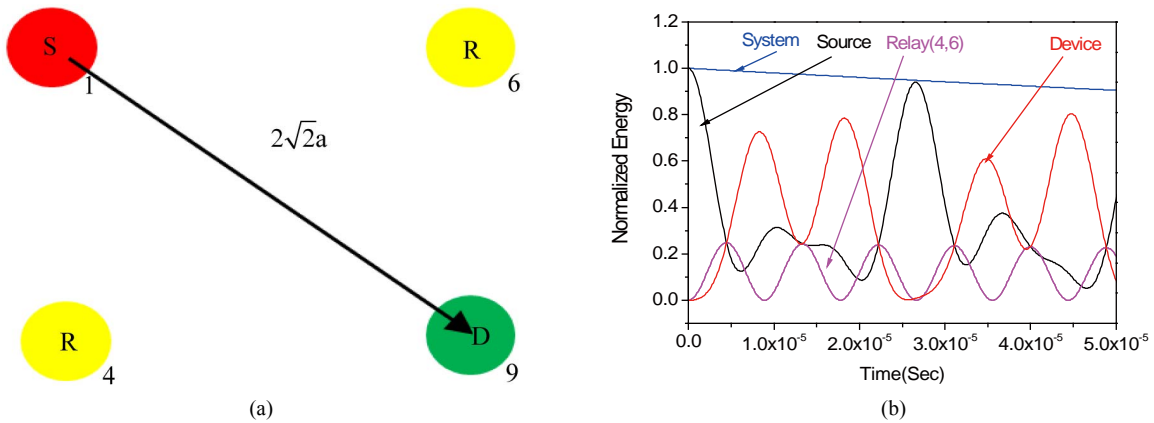 S
1
R
6
2√2a
R
4
D
9
(a)
1.2
1.0
0.8
0.6
0.4
0.2
0.0
Normalized Energy
System
Source
Relay(4,6)
Device
0.0 1.0x10⁻⁵ 2.0x10⁻⁵ 3.0x10⁻⁵ 4.0x10⁻⁵ 5.0x10⁻⁵
Time(Sec)
(b)